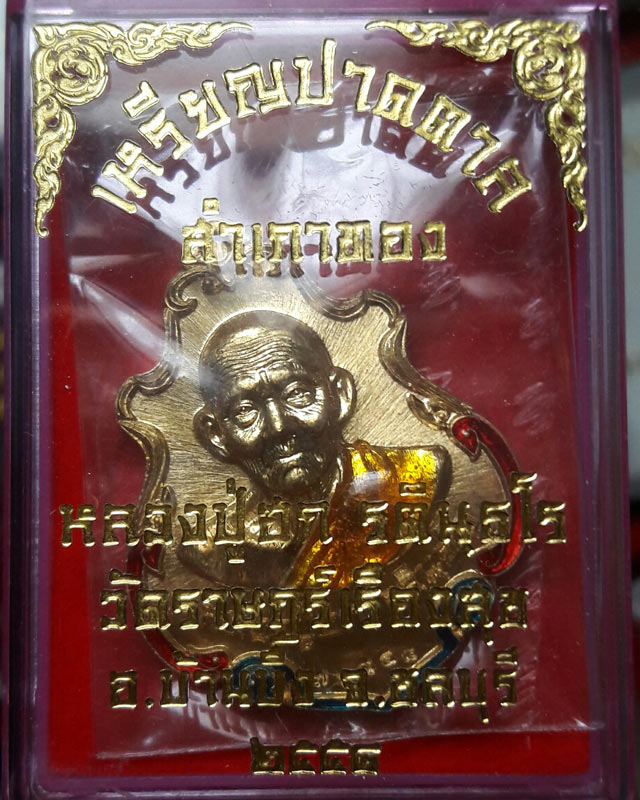 เหรียญปาดตาล
สำเภาทอง
หลวงปู่ฮก รตินฺธโร
วัดราษฎร์เรืองสุข
อ.บ้านบึง จ.ชลบุรี